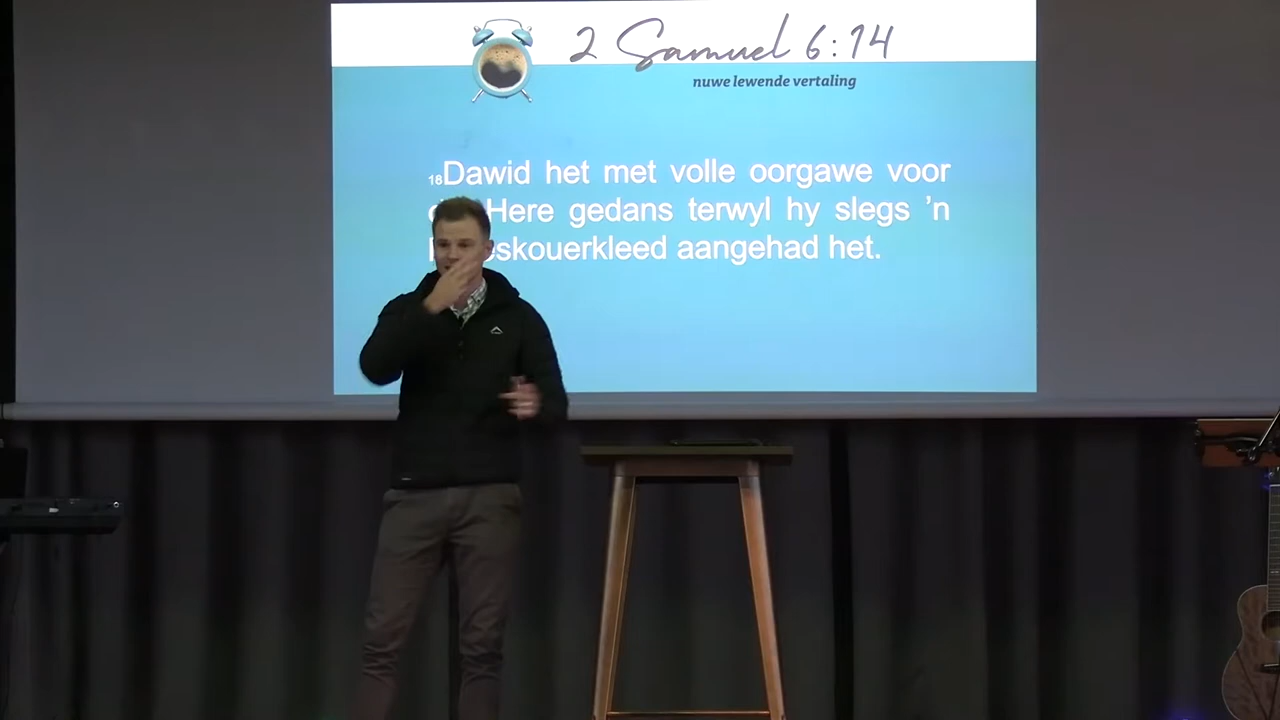 2 Samuel 6:14
nuwe lewende vertaling
18Dawid het met volle oorgawe voor
Here gedans terwyl hy slegs 'n
aangehad het.